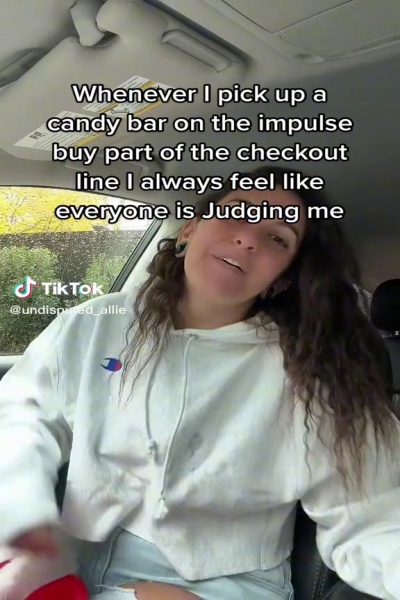 Whenever I pick up a
candy bar on the impulse
buy part of the checkout
line I always feel like
everyone is Judging me
TikTok
@undisputed_allie